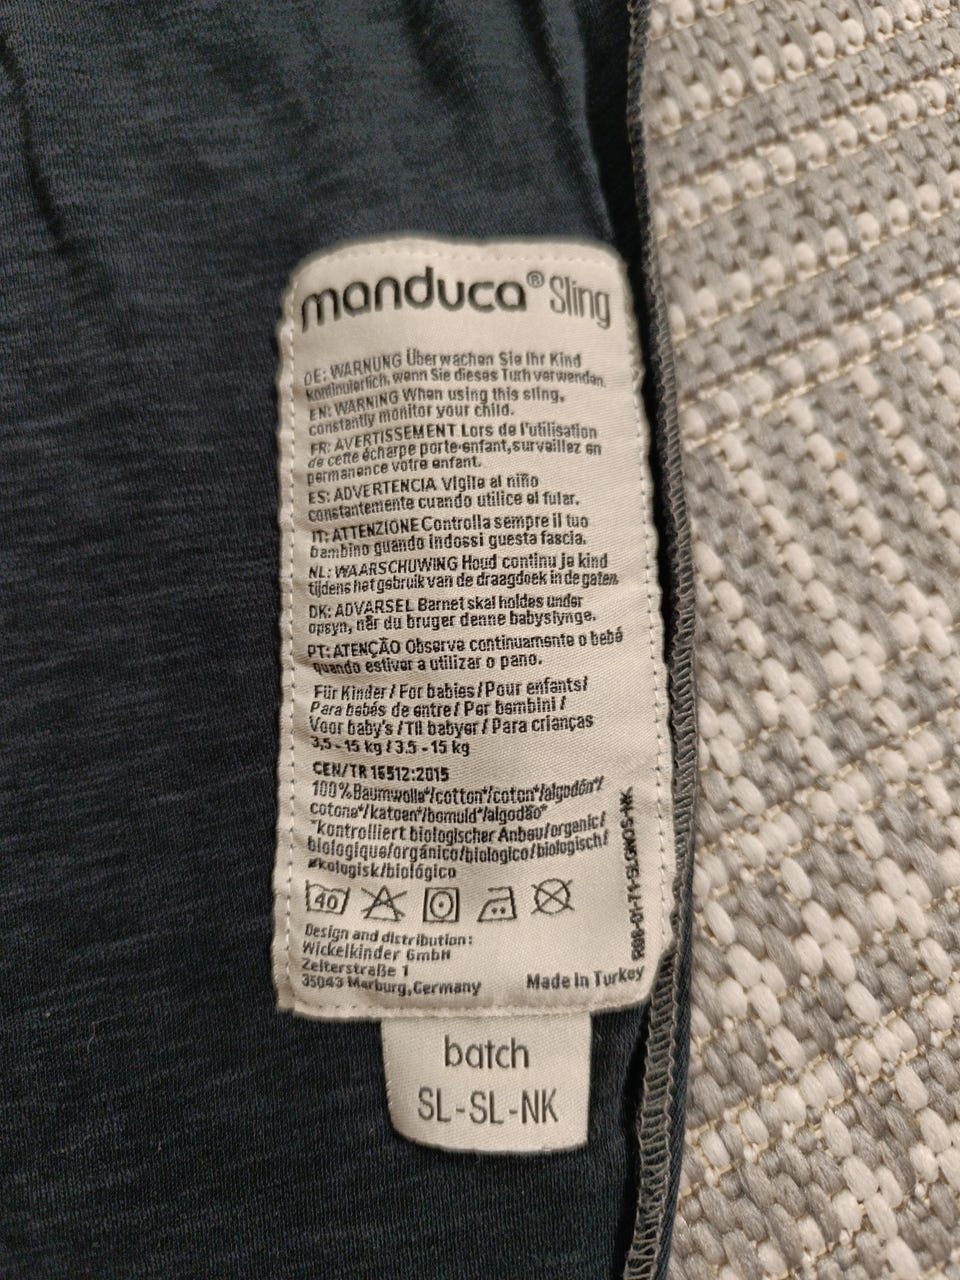 manduca® Sling
DE: WARNUNG Überwachen Sie Ihr Kind
kontinuierlich, wenn Sie dieses Turh verwenden.
EN: WARNING When using this sling,
constantly monitor your child.
FR: AVERTISSEMENT Lors de l'utilisation
de cette écharpe porte-enfant, surveillez en
permanence votre enfant.
ES: ADVERTENCIA Vigile al niño
constantemente cuando utilice el fular.
IT: ATTENZIONE Controlla sempre il tuo
bambino quando indossi questa fascia.
NL: WAARSCHUWING Houd continu je kind
tijdens het gebruik van de draagdoek in de gaten
DK: ADVARSEL Barnet skal holdes under
opsyn, når du bruger denne babyslynge.
PT: ATENÇÃO Observe continuamente o bebé
quando estiver a utilizar o pano.
Für Kinder / For babies / Pour enfants/
Para bebés de entre / Per bambini /
Voor baby's / Til babyer / Para crianças
3,5 - 15 kg / 3.5 - 15 kg
CEN/TR 16512:2015
100% Baumwolle*/cotton*/coton*/algodón*/
cotone*/katoen*/bomuld*/algodão*
*kontrolliert biologischer Anbau/organic/
biologique/orgánico/biologico/biologisch/
økologisk/biológico
40
Design and distribution:
Wickelkinder GmbH
Zeiterstraße 1
35043 Marburg, Germany
Made in Turkey
batch
SL-SL-NK